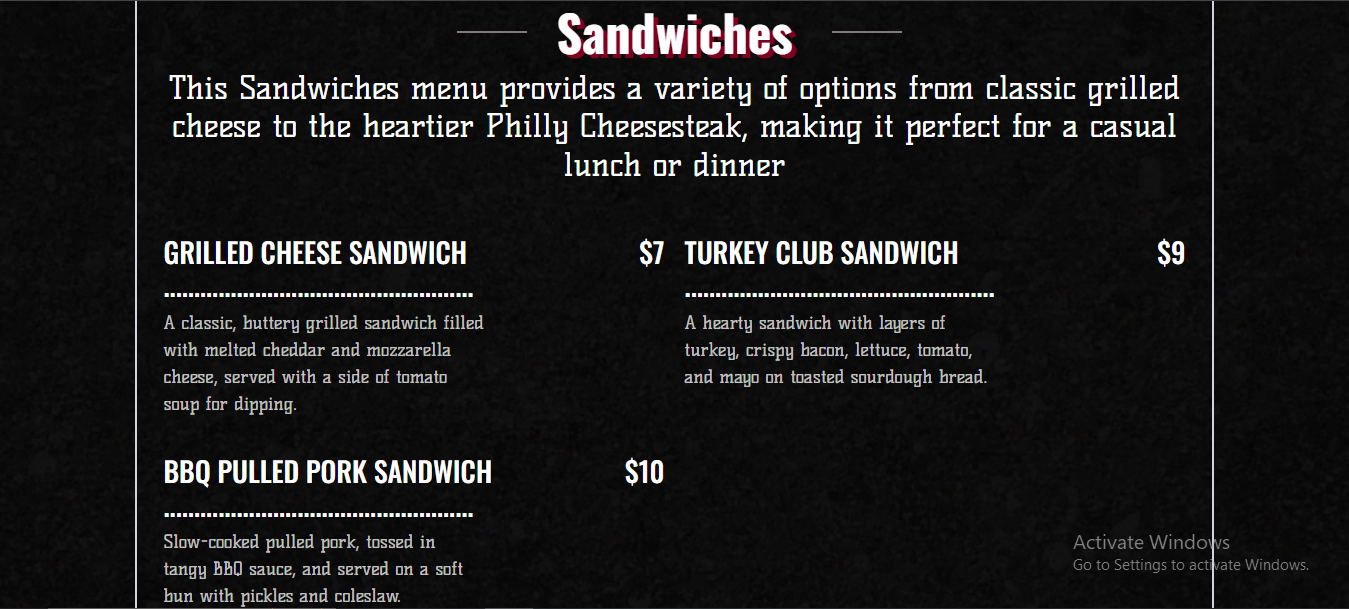 Sandwiches
This Sandwiches menu provides a variety of options from classic grilled
cheese to the heartier Philly Cheesesteak, making it perfect for a casual
lunch or dinner
GRILLED CHEESE SANDWICH $7
A classic, buttery grilled sandwich filled
with melted cheddar and mozzarella
cheese, served with a side of tomato
soup for dipping.
TURKEY CLUB SANDWICH $9
A hearty sandwich with layers of
turkey, crispy bacon, lettuce, tomato,
and mayo on toasted sourdough bread.
BBQ PULLED PORK SANDWICH $10
Slow-cooked pulled pork, tossed in
tangy BBQ sauce, and served on a soft
bun with pickles and coleslaw.
Activate Windows
Go to Settings to activate Windows.